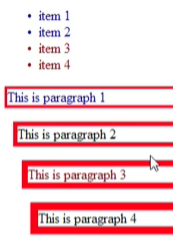 • item 1
• item 2
• item 3
• item 4
This is paragraph 1
This is paragraph 2
This is paragraph 3
This is paragraph 4